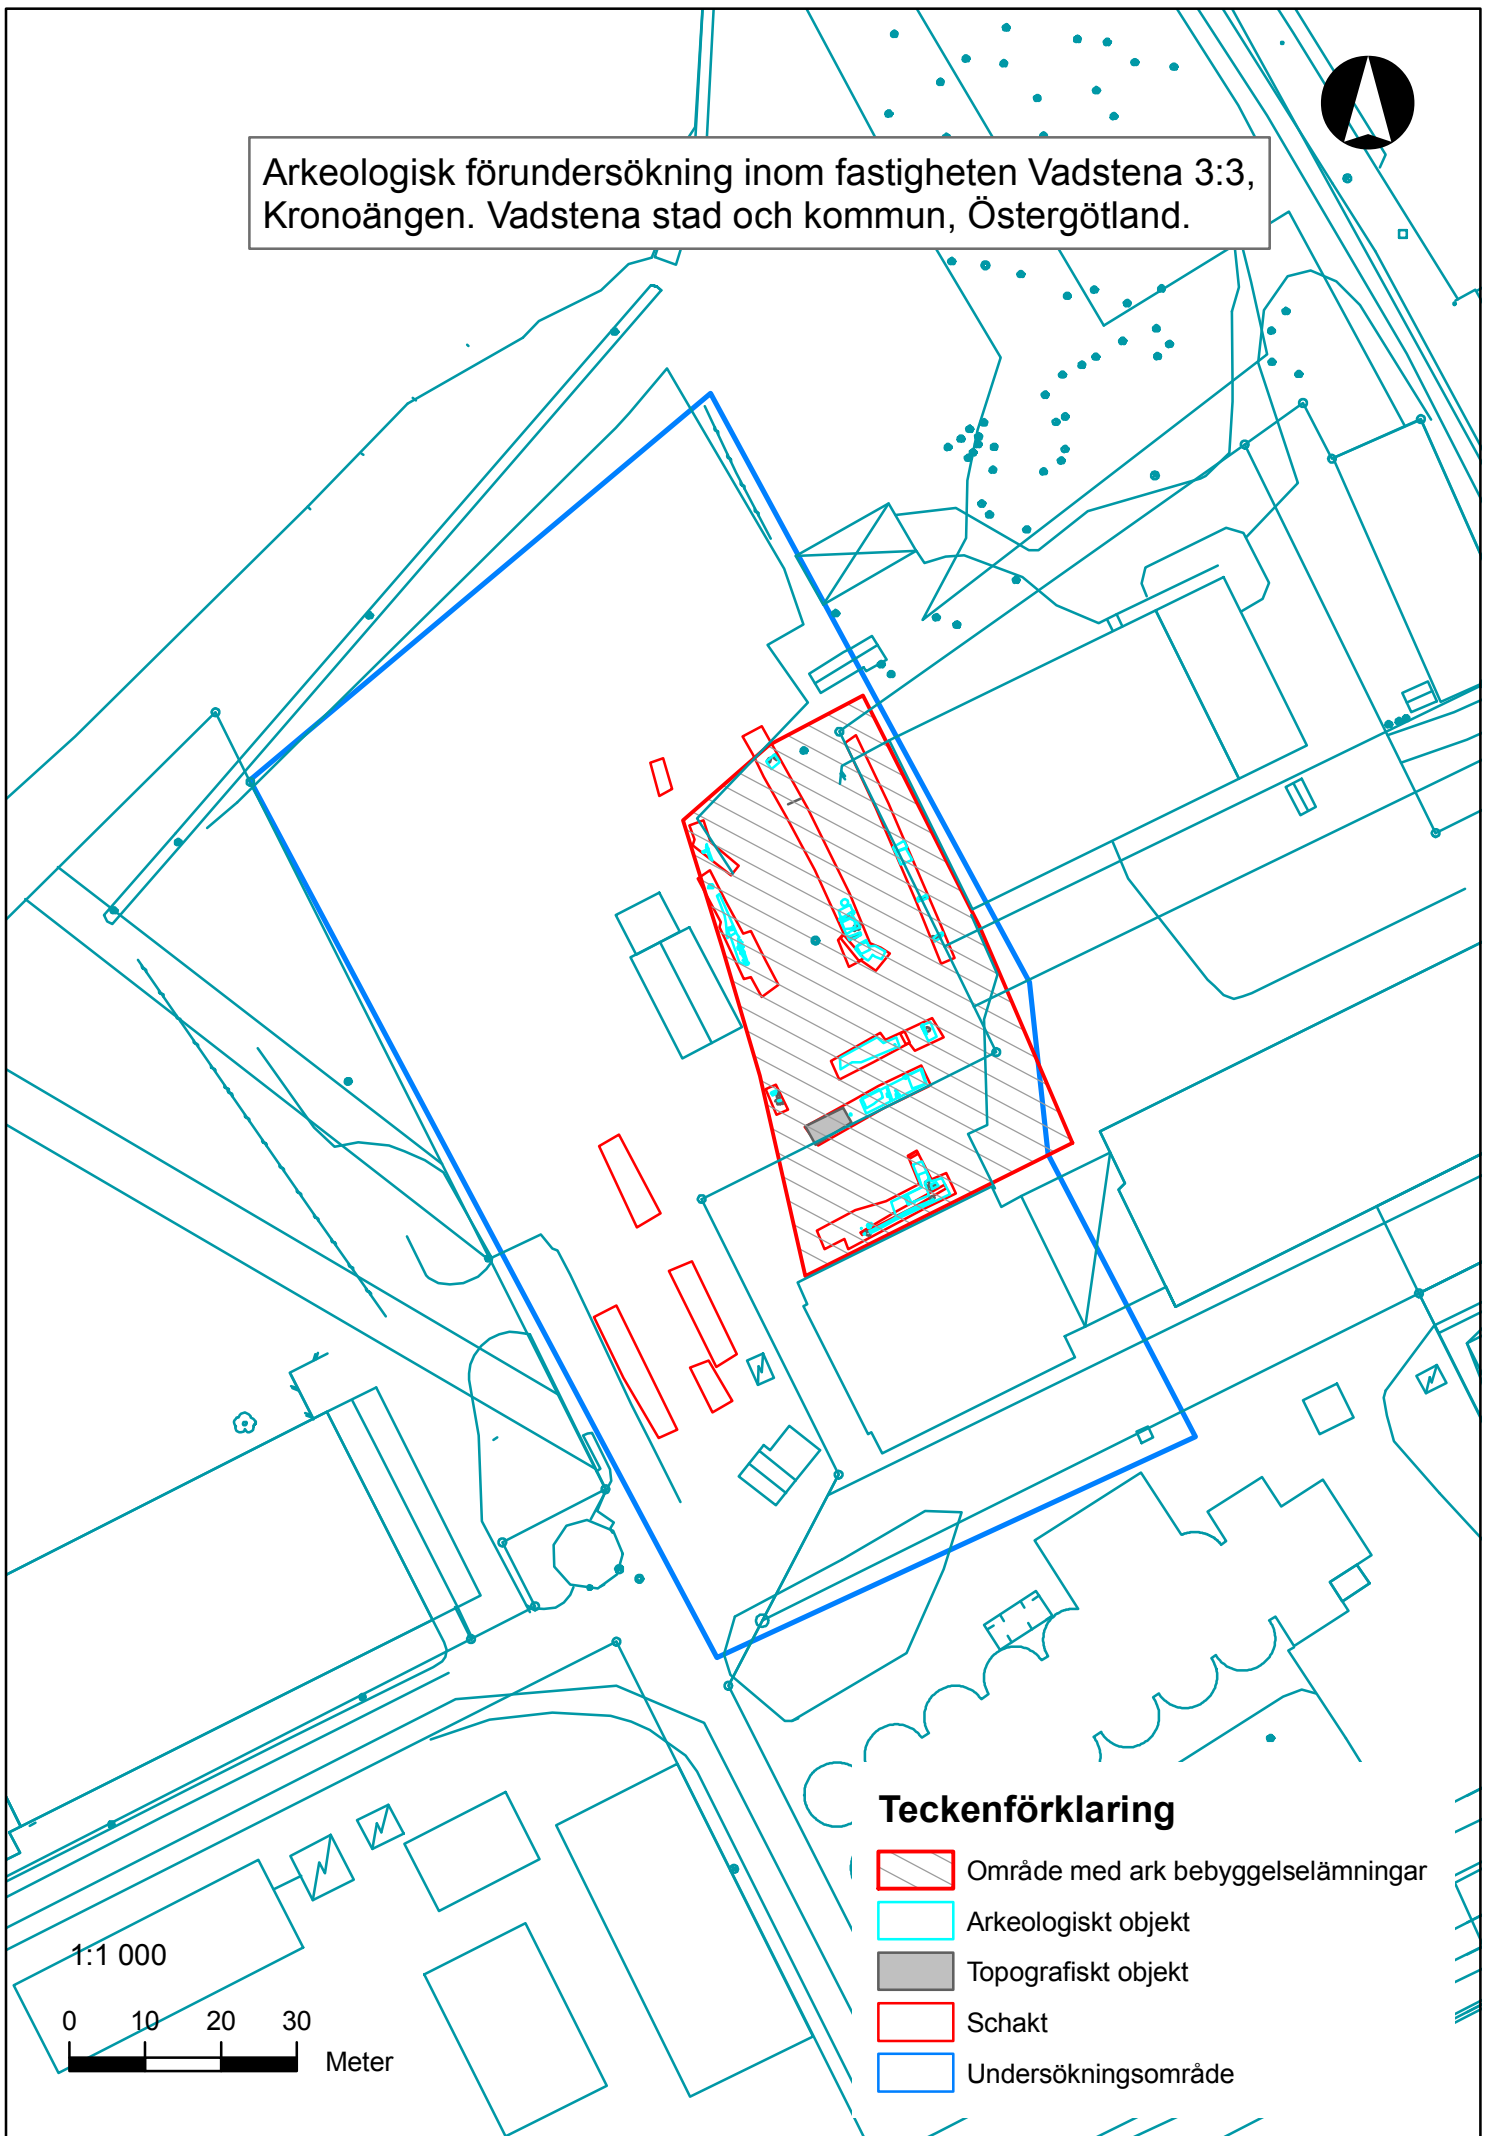 Arkeologisk förundersökning inom fastigheten Vadstena 3:3,
Kronoängen. Vadstena stad och kommun, Östergötland.
Teckenförklaring
Område med ark bebyggelselämningar
Arkeologiskt objekt
Topografiskt objekt
Schakt
Undersökningsområde
1:1 000
0 10 20 30
Meter